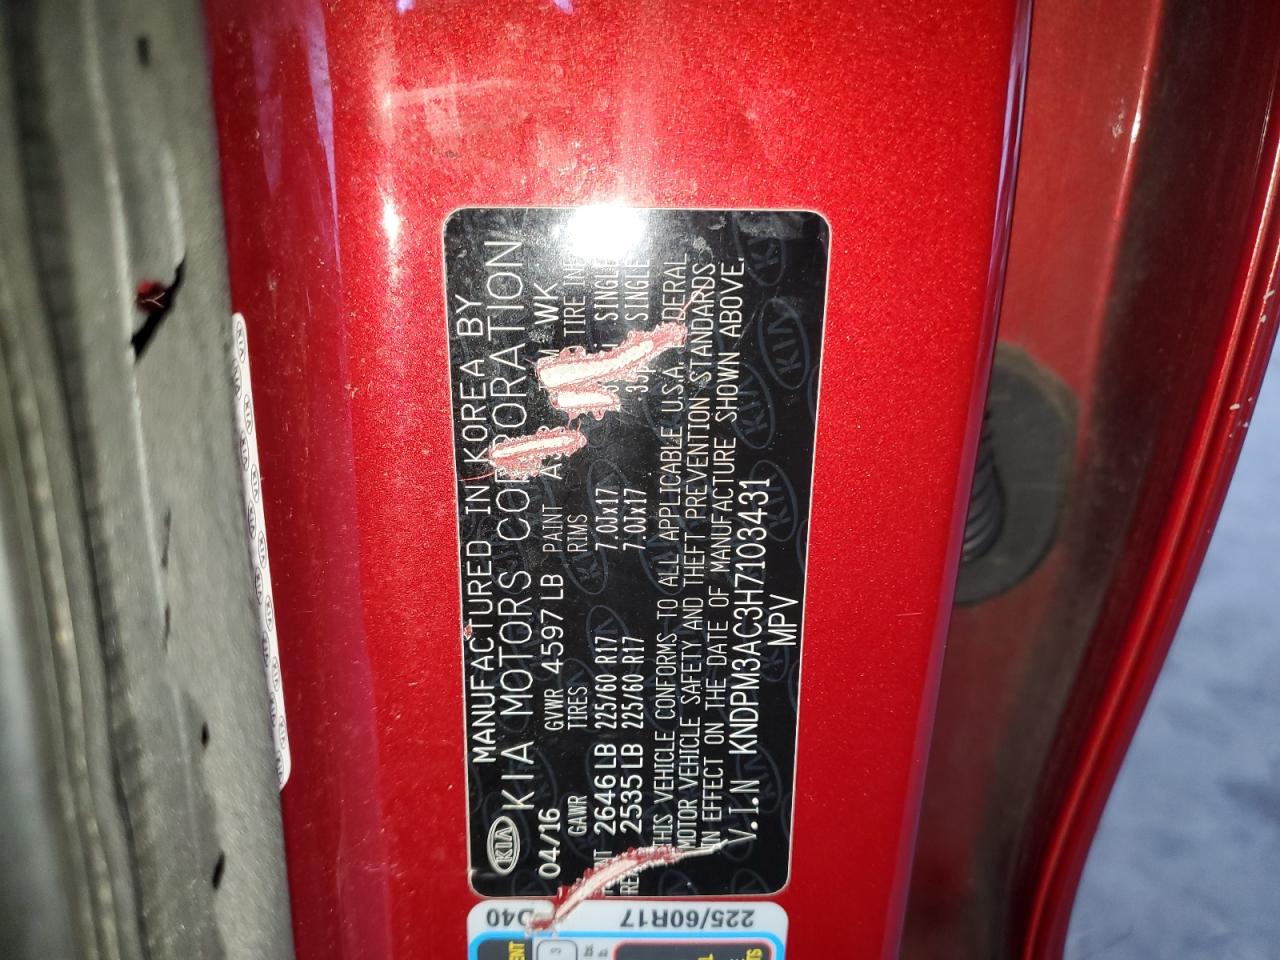 MANUFACTURED IN KOREA BY
KIA KIA MOTORS CORPORATION
04/16 GVWR 4597 LB PAINT WK
GAWR TIRES RIMS TIRE
2646 LB 225/60 R17 7.0Jx17 SINGLE
2535 LB 225/60 R17 7.0Jx17 SINGLE
THIS VEHICLE CONFORMS TO ALL APPLICABLE U.S.A. FEDERAL
MOTOR VEHICLE SAFETY AND THEFT PREVENTION STANDARDS
IN EFFECT ON THE DATE OF MANUFACTURE SHOWN ABOVE.
V.I.N KNDPM3AC3H7103431
MPV
225/60R17